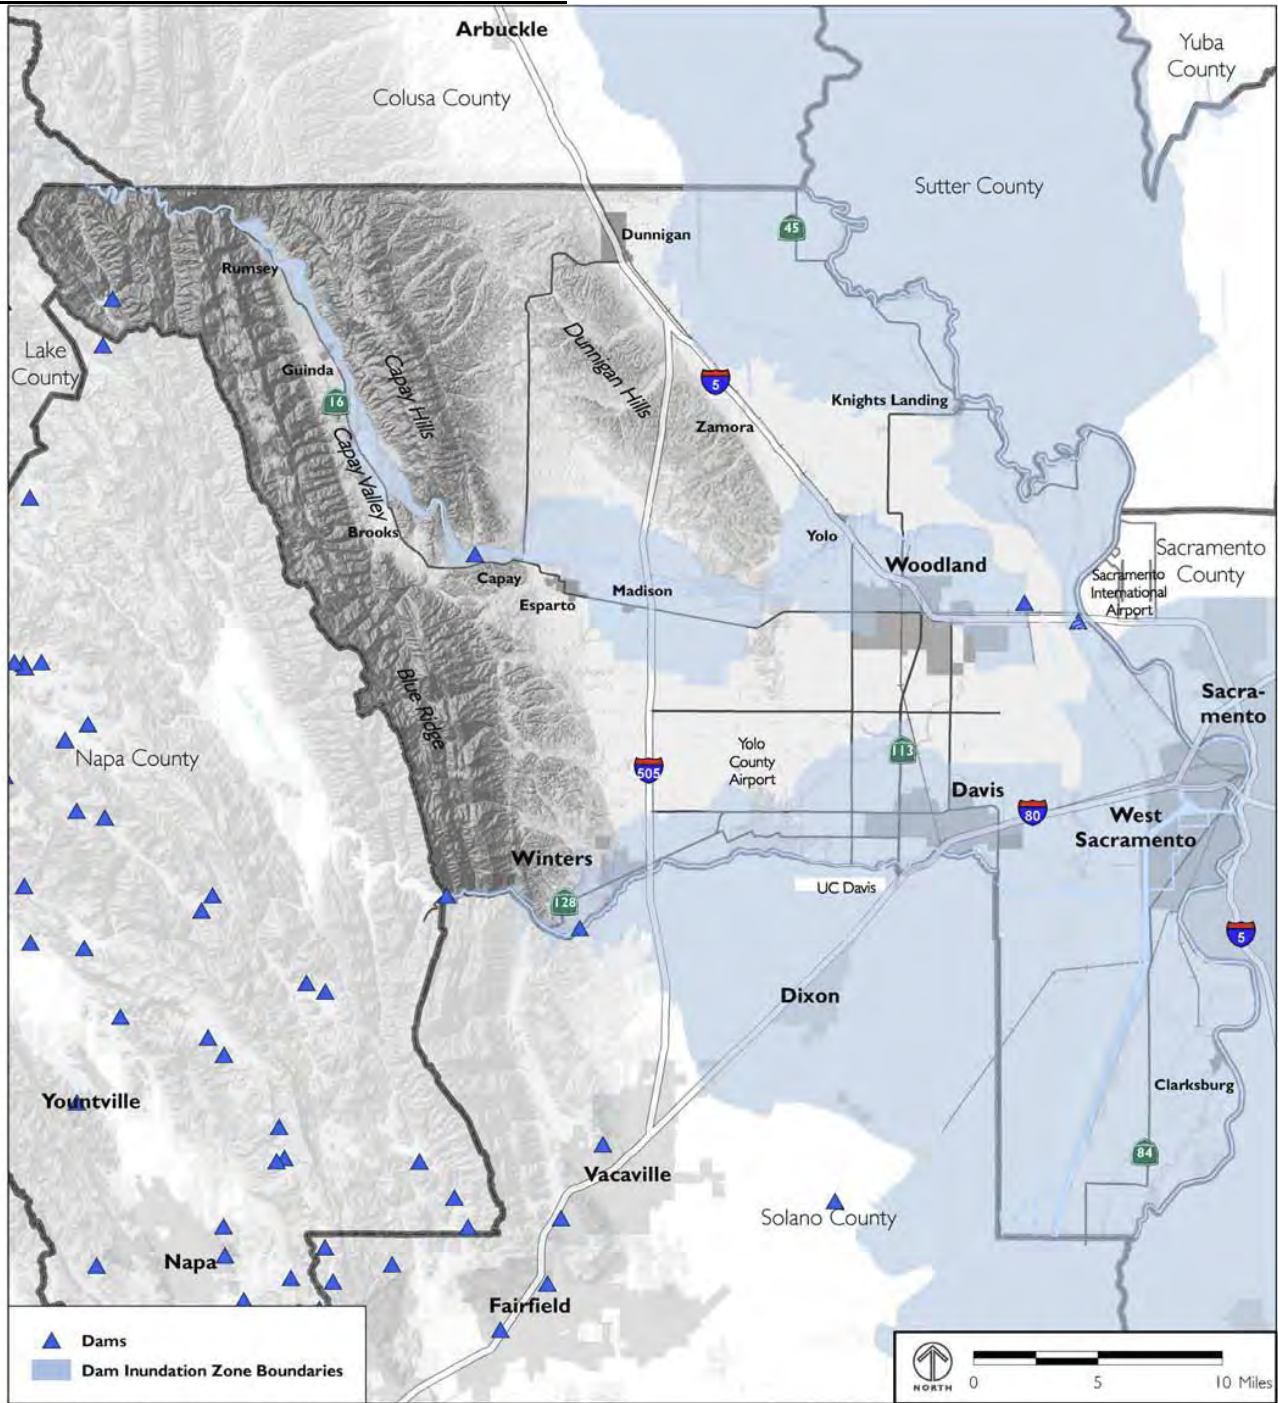 Arbuckle
Yuba
County
Colusa County
Sutter County
45
Dunnigan
Rumsey
Lake
County
Guinda
16
Capay Hills
Dunnigan Hills
5
Knights Landing
Zamora
Capay Valley
Brooks
Yolo
Woodland
Sacramento
County
Capay
Sacramento
International
Airport
Esparto
Madison
Blue Ridge
Sacra-
mento
Napa County
Yolo
County
Airport
505
113
Davis
80
West
Sacramento
Winters
128
UC Davis
5
Dixon
Clarksburg
Yountville
84
Vacaville
Solano County
Napa
Fairfield
Dams
Dam Inundation Zone Boundaries
NORTH
0 5 10 Miles